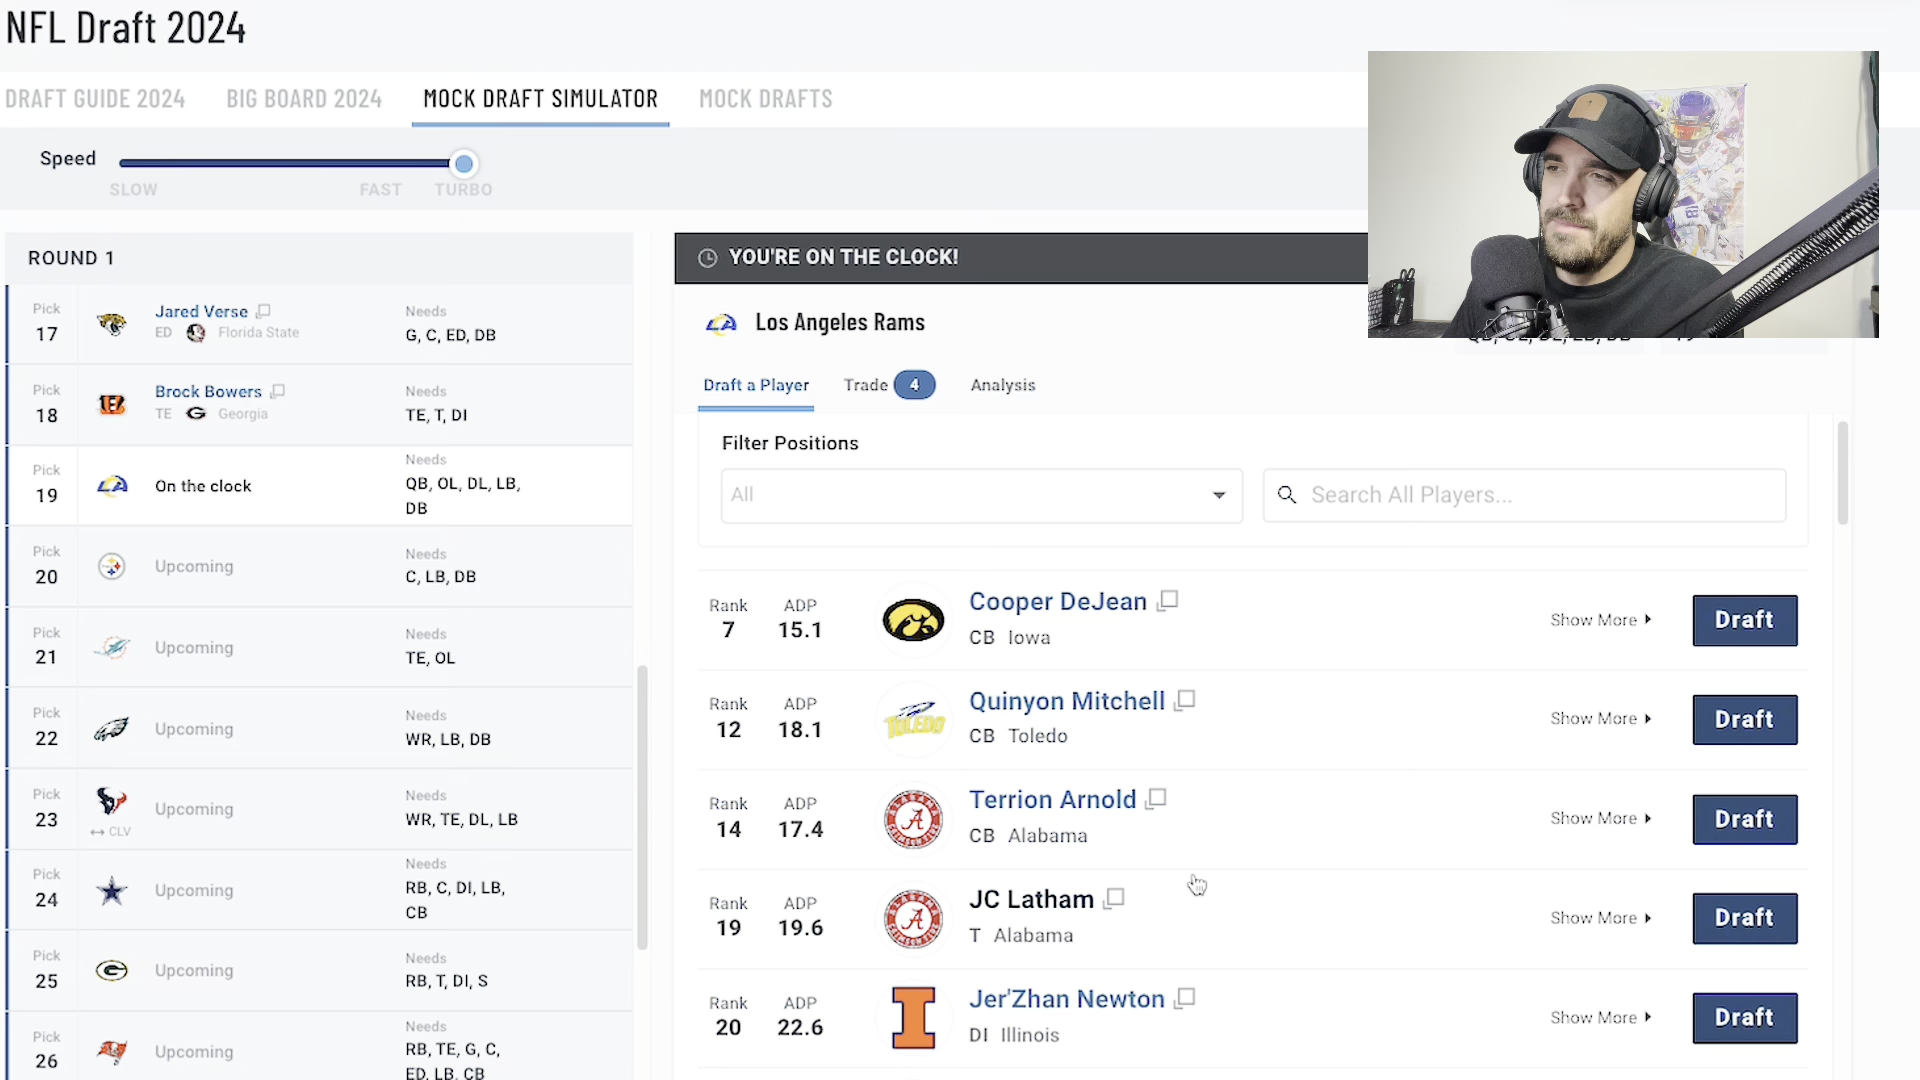 NFL Draft 2024
DRAFT GUIDE 2024
BIG BOARD 2024
MOCK DRAFT SIMULATOR
MOCK DRAFTS
Speed
SLOW
FAST
TURBO
ROUND 1
Pick
17
Jared Verse
ED Florida State
Needs
G, C, ED, DB
Pick
18
Brock Bowers
TE Georgia
Needs
TE, T, DI
Pick
19
On the clock
Needs
QB, OL, DL, LB,
DB
Pick
20
Upcoming
Needs
C, LB, DB
Pick
21
Upcoming
Needs
TE, OL
Pick
22
Upcoming
Needs
WR, LB, DB
Pick
23
CLV
Upcoming
Needs
WR, TE, DL, LB
Pick
24
Upcoming
Needs
RB, C, DI, LB,
CB
Pick
25
Upcoming
Needs
RB, T, DI, S
Pick
26
Upcoming
Needs
RB, TE, G, C,
ED, LB, CB
YOU'RE ON THE CLOCK!
Los Angeles Rams
Draft a Player
Trade 4
Analysis
Filter Positions
All
Search All Players...
Rank
7
ADP
15.1
Cooper DeJean
CB Iowa
Show More
Draft
Rank
12
ADP
18.1
TOLEDO
Quinyon Mitchell
CB Toledo
Show More
Draft
Rank
14
ADP
17.4
Terrion Arnold
CB Alabama
Show More
Draft
Rank
19
ADP
19.6
JC Latham
T Alabama
Show More
Draft
Rank
20
ADP
22.6
Jer'Zhan Newton
DI Illinois
Show More
Draft